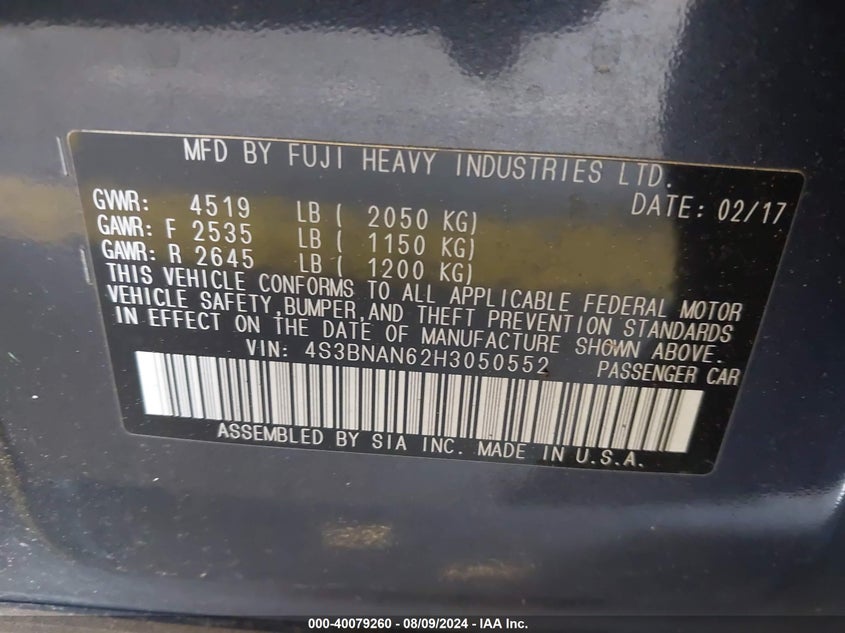 MFD BY FUJI HEAVY INDUSTRIES LTD.
DATE: 02/17
GVWR: 4519 LB ( 2050 KG)
GAWR: F 2535 LB ( 1150 KG)
GAWR: R 2645 LB ( 1200 KG)
THIS VEHICLE CONFORMS TO ALL APPLICABLE FEDERAL MOTOR
VEHICLE SAFETY,BUMPER,AND THEFT PREVENTION STANDARDS
IN EFFECT ON THE DATE OF MANUFACTURE SHOWN ABOVE.
VIN: 4S3BNAN62H3050552 PASSENGER CAR
ASSEMBLED BY SIA INC. MADE IN U.S.A.
000-40079260 - 08/09/2024 - IAA Inc.